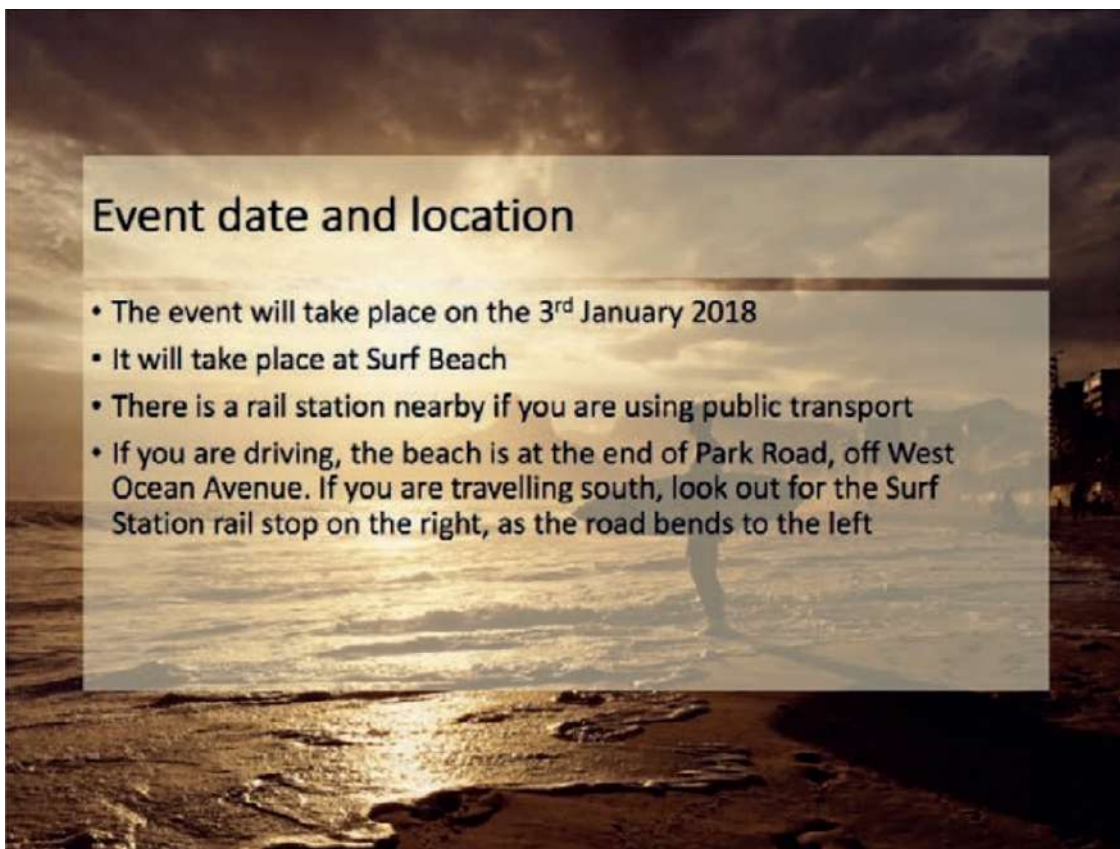 Event date and location
• The event will take place on the 3rd January 2018
• It will take place at Surf Beach
• There is a rail station nearby if you are using public transport
• If you are driving, the beach is at the end of Park Road, off West
Ocean Avenue. If you are travelling south, look out for the Surf
Station rail stop on the right, as the road bends to the left